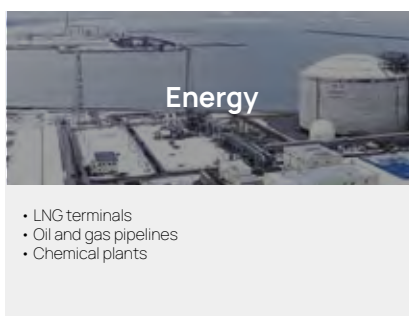 Energy
• LNG terminals
• Oil and gas pipelines
• Chemical plants